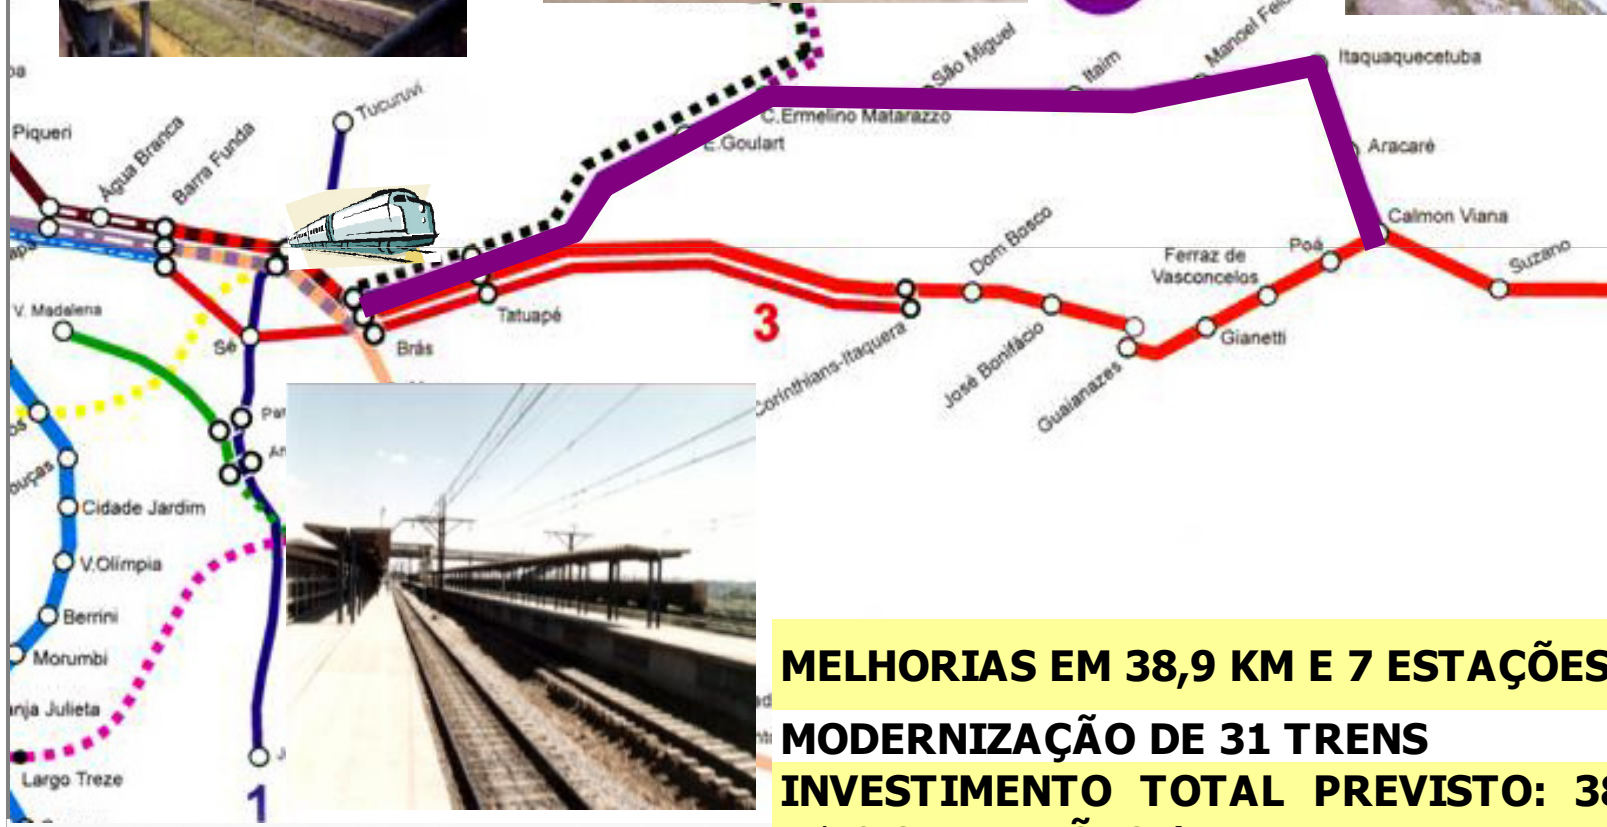 São Miguel
Itaim
Itaquaquecetuba
Tucuruvi
C.Ermelino Matarazzo
Piqueri
Água Branca
Barra Funda
E.Goulart
Aracaré
Calmon Viana
Dom Bosco
Poá
Ferraz de
Vasconcelos
Suzano
V. Madalena
Tatuapé
3
Sé
Brás
Gianetti
Corinthians-Itaquera
José Bonifácio
Guaianazes
Cidade Jardim
V.Olímpia
Berrini
Morumbi
Largo Treze
1
MELHORIAS EM 38,9 KM E 7 ESTAÇÕES
MODERNIZAÇÃO DE 31 TRENS
INVESTIMENTO TOTAL PREVISTO: 38